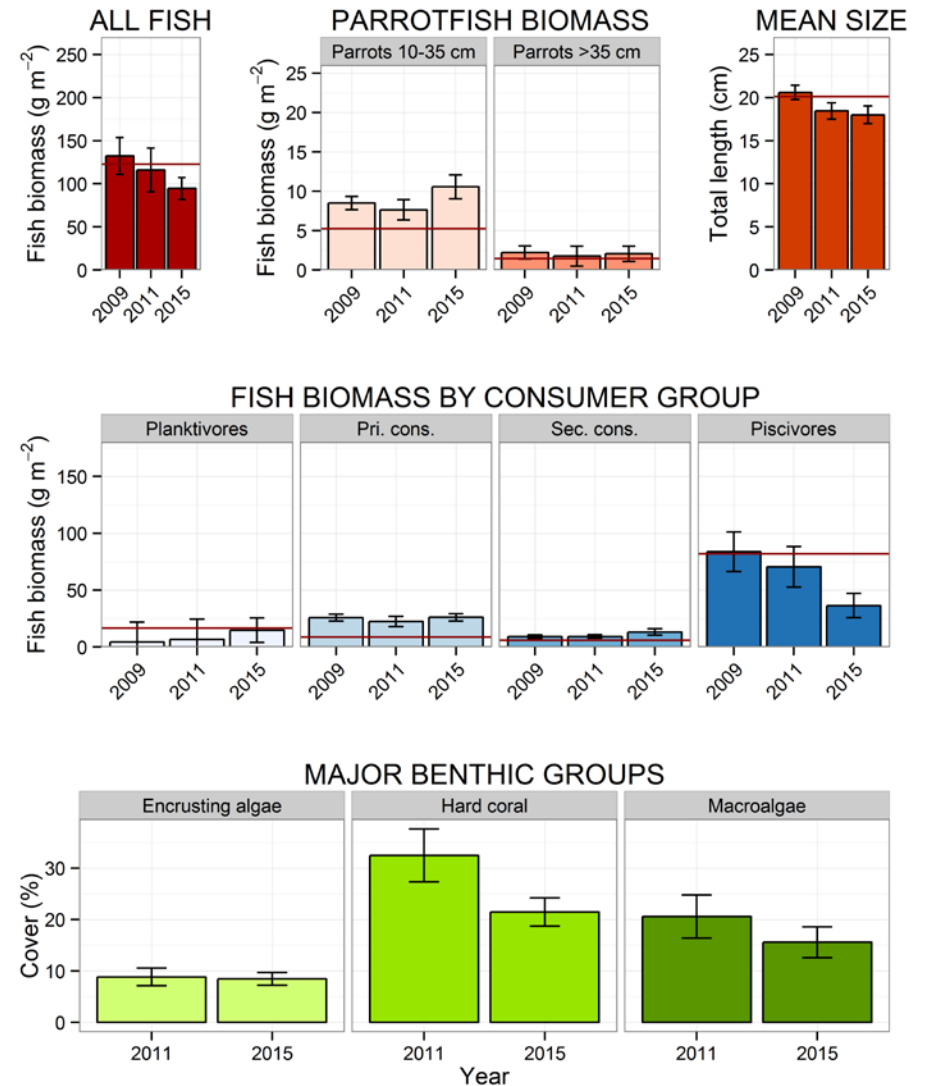 ALL FISH
Fish biomass (g m⁻²)
250
200
150
100
50
0
2009
2011
2015
PARROTFISH BIOMASS
Parrots 10-35 cm
Parrots >35 cm
Fish biomass (g m⁻²)
25
20
15
10
5
0
2009
2011
2015
2009
2011
2015
MEAN SIZE
Total length (cm)
25
20
15
10
5
0
2009
2011
2015
FISH BIOMASS BY CONSUMER GROUP
Planktivores
Pri. cons.
Sec. cons.
Piscivores
Fish biomass (g m⁻²)
150
100
50
0
2009
2011
2015
2009
2011
2015
2009
2011
2015
2009
2011
2015
MAJOR BENTHIC GROUPS
Encrusting algae
Hard coral
Macroalgae
Cover (%)
30
20
10
0
2011
2015
2011
2015
2011
2015
Year